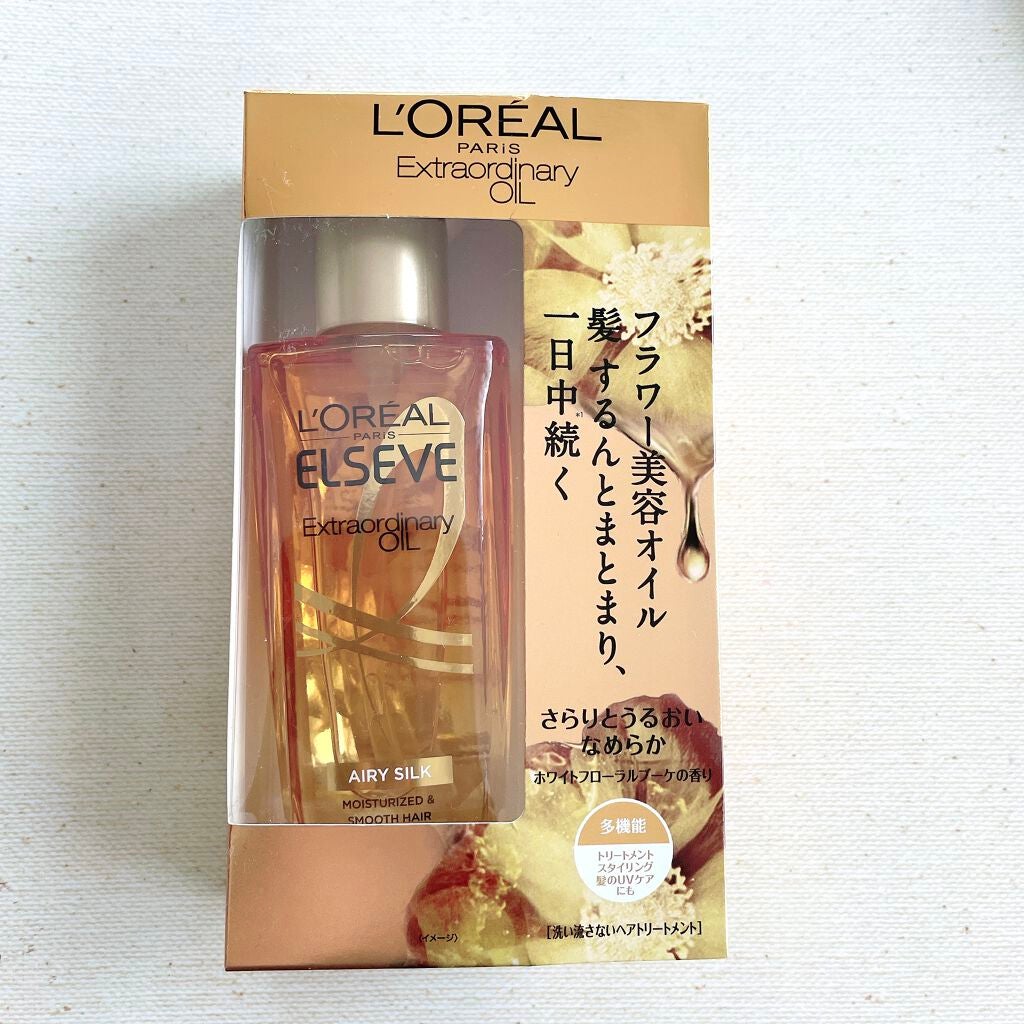 L'ORÉAL
PARIS
Extraordinary
OIL
L'ORÉAL
PARIS
ELSEVE
Extraordinary
OIL
AIRY SILK
MOISTURIZED &
SMOOTH HAIR
フラワー美容オイル
髪するんとまとまり、
一日中続く
*1
さらりとうるおい
なめらか
ホワイトフローラルブーケの香り
多機能
トリートメント
スタイリング
髪のUVケア
にも
[洗い流さないヘアトリートメント]
〈イメージ〉